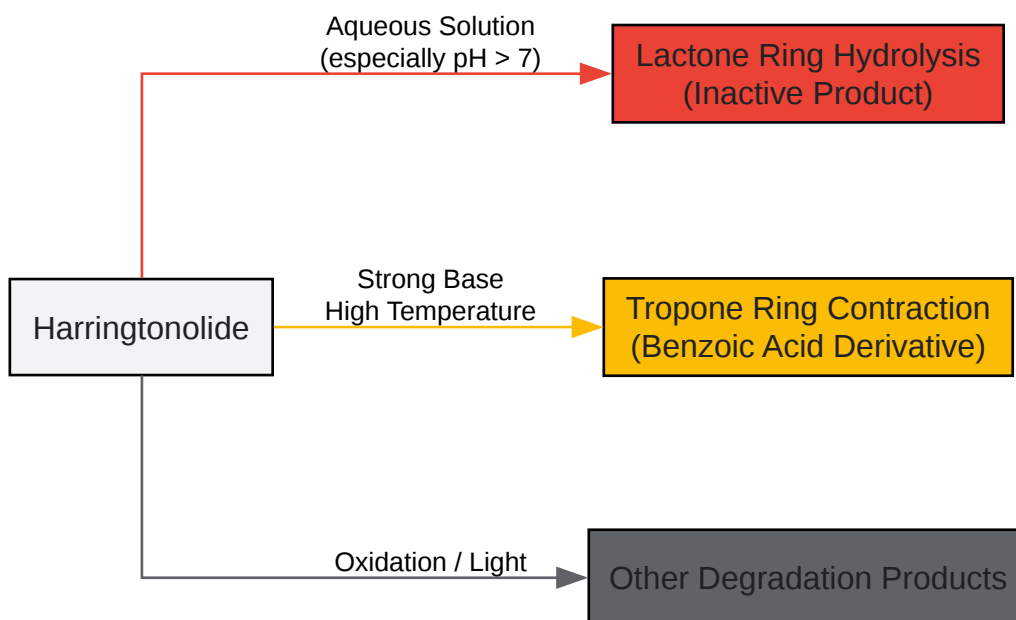 Aqueous Solution
(especially pH > 7)
Lactone Ring Hydrolysis
(Inactive Product)
Harringtonolide
Strong Base
High Temperature
Tropone Ring Contraction
(Benzoic Acid Derivative)
Oxidation / Light
Other Degradation Products